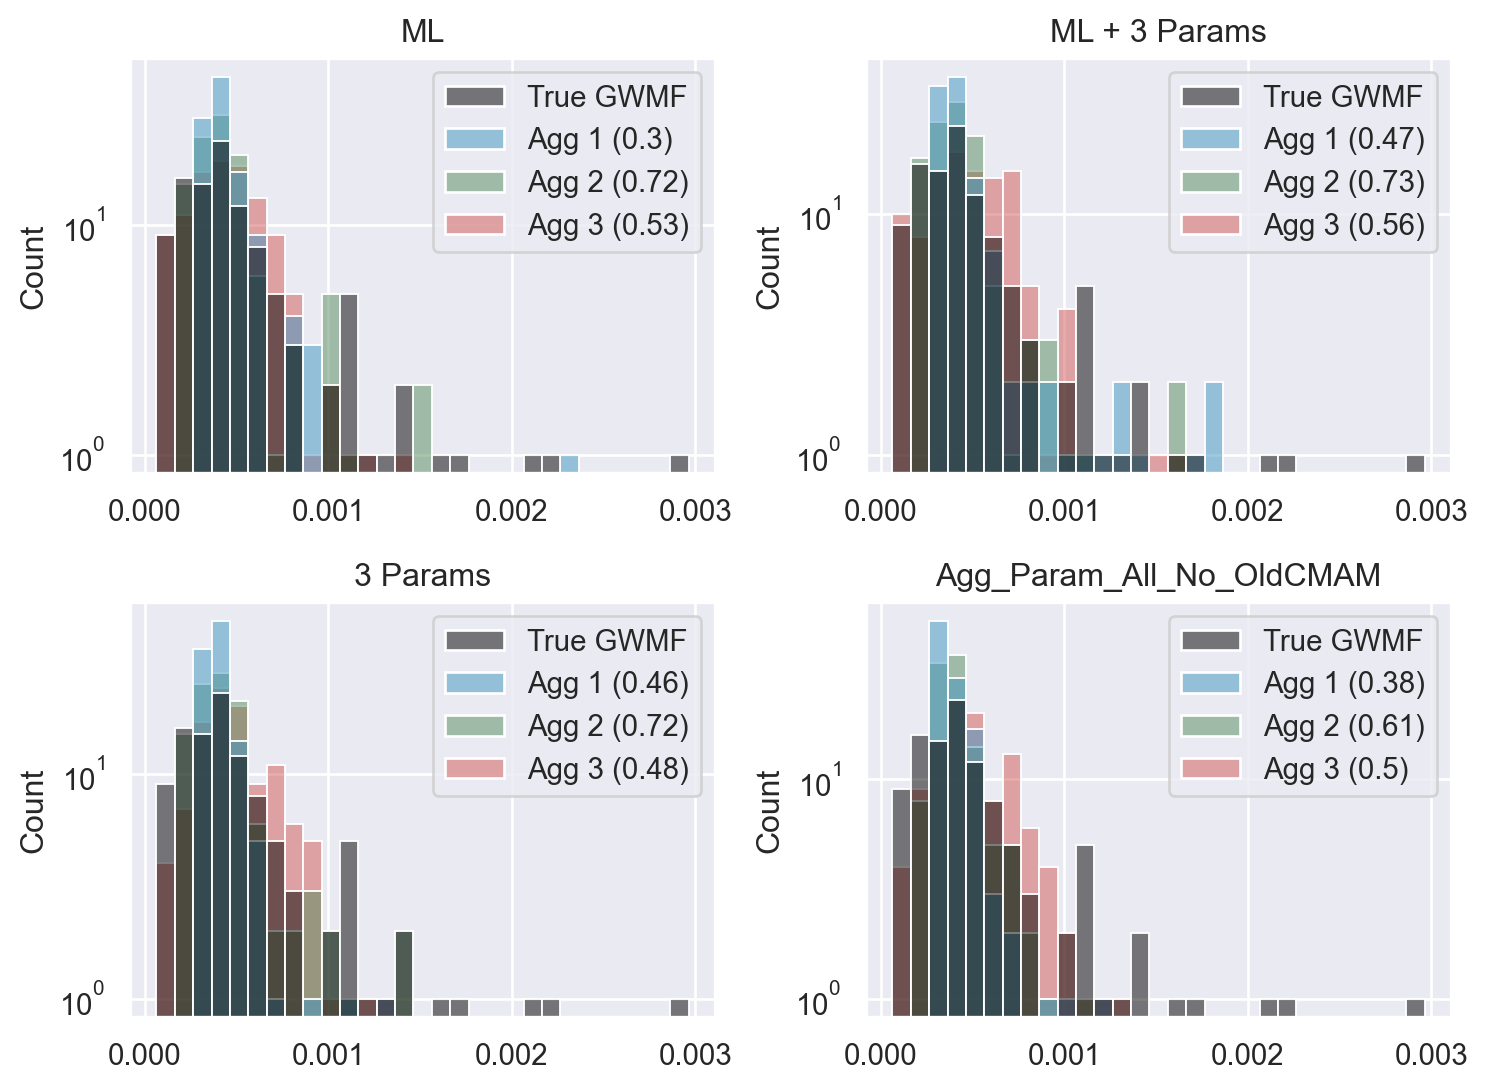 ML
Count
10^1
10^0
True GWMF
Agg 1 (0.3)
Agg 2 (0.72)
Agg 3 (0.53)
0.000 0.001 0.002 0.003
ML + 3 Params
Count
10^1
10^0
True GWMF
Agg 1 (0.47)
Agg 2 (0.73)
Agg 3 (0.56)
0.000 0.001 0.002 0.003
3 Params
Count
10^1
10^0
True GWMF
Agg 1 (0.46)
Agg 2 (0.72)
Agg 3 (0.48)
0.000 0.001 0.002 0.003
Agg_Param_All_No_OldCMAM
Count
10^1
10^0
True GWMF
Agg 1 (0.38)
Agg 2 (0.61)
Agg 3 (0.5)
0.000 0.001 0.002 0.003